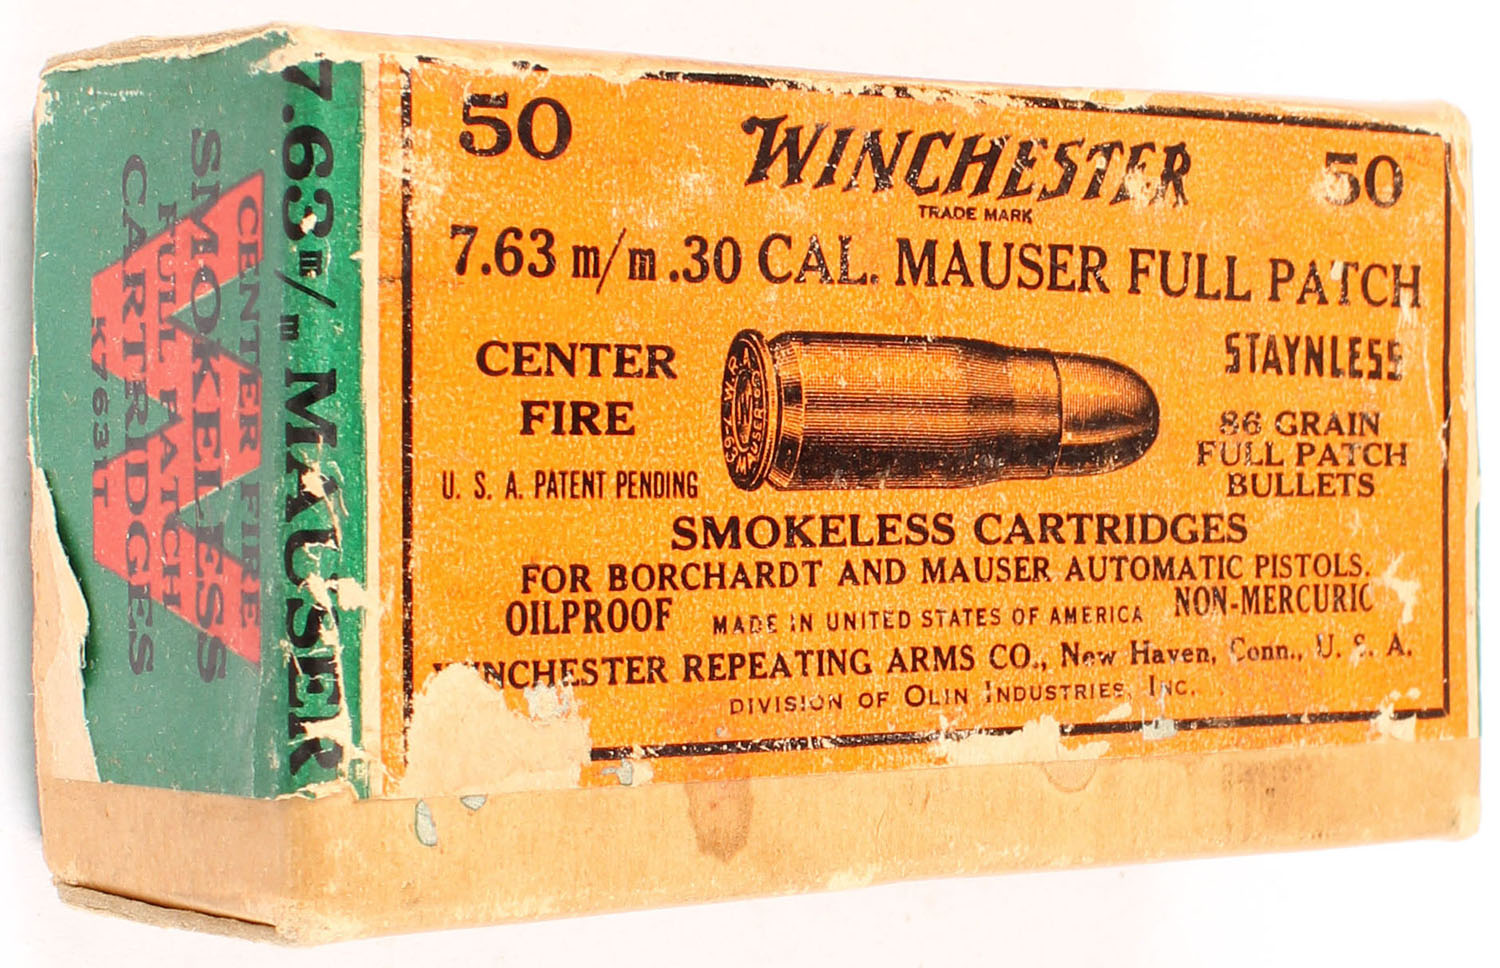 50
WINCHESTER
50
TRADE MARK
7.63 m/m .30 CAL. MAUSER FULL PATCH
CENTER
FIRE
U. S. A. PATENT PENDING
STAYNLESS
86 GRAIN
FULL PATCH
BULLETS
W.R.A
MAUSER
SMOKELESS CARTRIDGES
FOR BORCHARDT AND MAUSER AUTOMATIC PISTOLS.
OILPROOF MADE IN UNITED STATES OF AMERICA NON-MERCURIC
WINCHESTER REPEATING ARMS CO., New Haven, Conn., U. S. A.
DIVISION OF OLIN INDUSTRIES, INC.
7.63 m/m MAUSER
W
CENTER FIRE
SMOKELESS
FULL PATCH
CARTRIDGES
K7631T